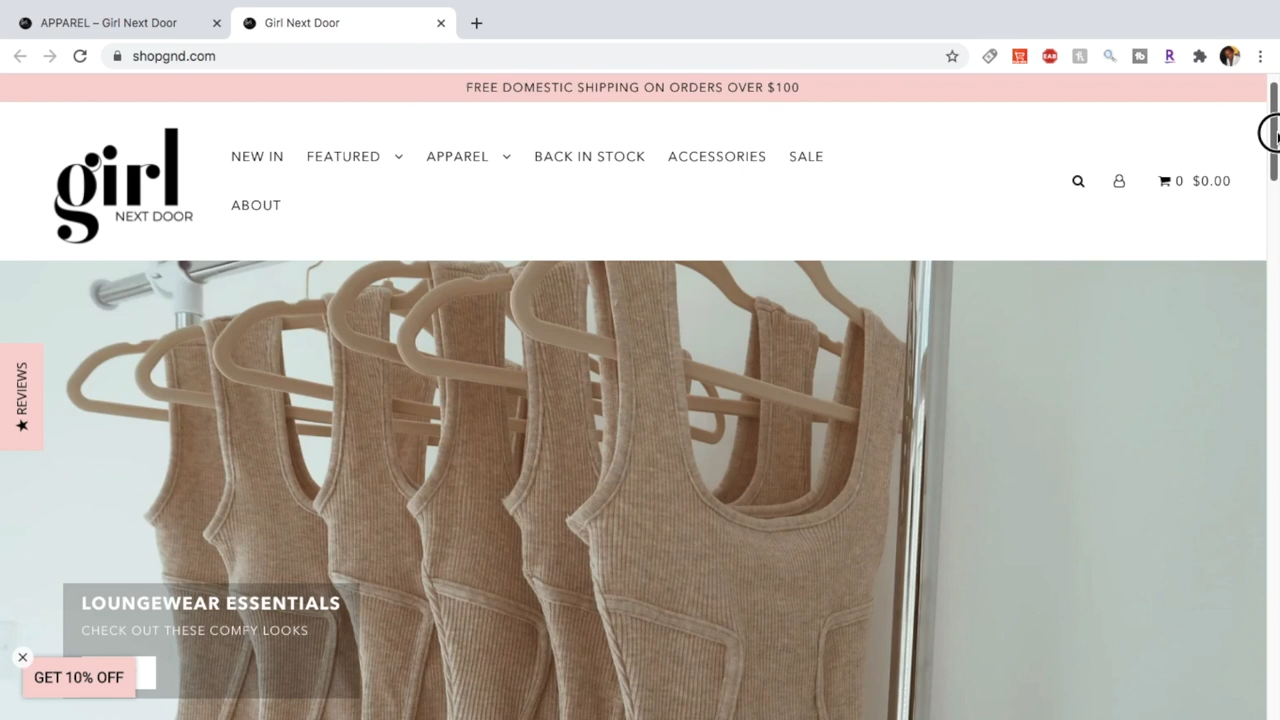 APPAREL – Girl Next Door
Girl Next Door
shopgnd.com
FREE DOMESTIC SHIPPING ON ORDERS OVER $100
girl
NEXT DOOR
NEW IN FEATURED APPAREL BACK IN STOCK ACCESSORIES SALE
ABOUT
0 $0.00
★ REVIEWS
LOUNGEWEAR ESSENTIALS
CHECK OUT THESE COMFY LOOKS
GET 10% OFF